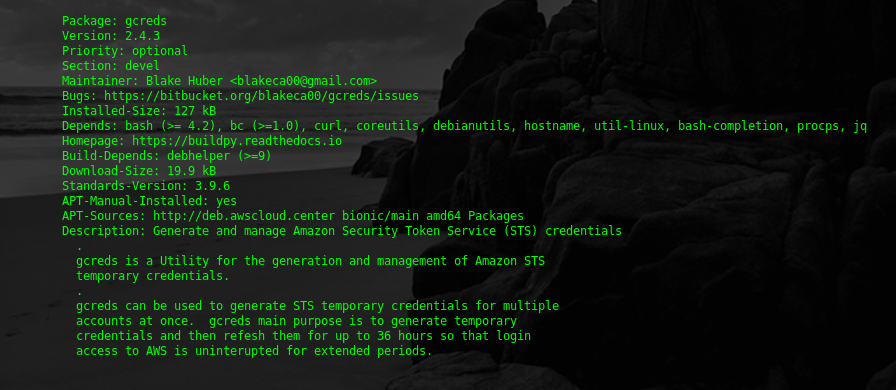 Package: gcreds
Version: 2.4.3
Priority: optional
Section: devel
Maintainer: Blake Huber <blakeca00@gmail.com>
Bugs: https://bitbucket.org/blakeca00/gcreds/issues
Installed-Size: 127 kB
Depends: bash (>= 4.2), bc (>=1.0), curl, coreutils, debianutils, hostname, util-linux, bash-completion, procps, jq
Homepage: https://buildpy.readthedocs.io
Build-Depends: debhelper (>=9)
Download-Size: 19.9 kB
Standards-Version: 3.9.6
APT-Manual-Installed: yes
APT-Sources: http://deb.awscloud.center bionic/main amd64 Packages
Description: Generate and manage Amazon Security Token Service (STS) credentials
  .
  gcreds is a Utility for the generation and management of Amazon STS
  temporary credentials.
  .
  gcreds can be used to generate STS temporary credentials for multiple
  accounts at once.  gcreds main purpose is to generate temporary
  credentials and then refesh them for up to 36 hours so that login
  access to AWS is uninterupted for extended periods.